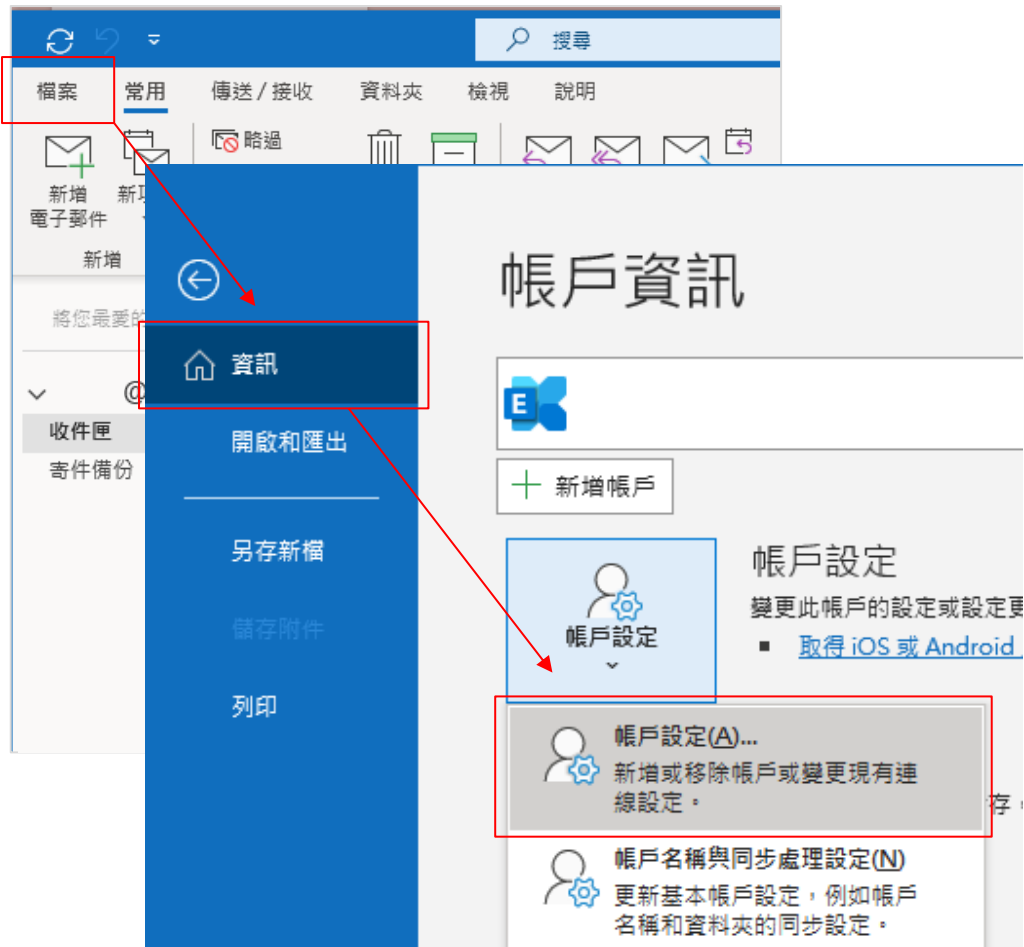 搜尋
檔案 常用 傳送 / 接收 資料夾 檢視 說明
略過
新增
電子郵件
新增
將您最愛的
@
收件匣
寄件備份
資訊
開啟和匯出
另存新檔
儲存附件
列印
帳戶資訊
E
新增帳戶
帳戶設定
帳戶設定
變更此帳戶的設定或設定更
取得 iOS 或 Android
帳戶設定(A)...
新增或移除帳戶或變更現有連
線設定。
存，
帳戶名稱與同步處理設定(N)
更新基本帳戶設定，例如帳戶
名稱和資料夾的同步設定。